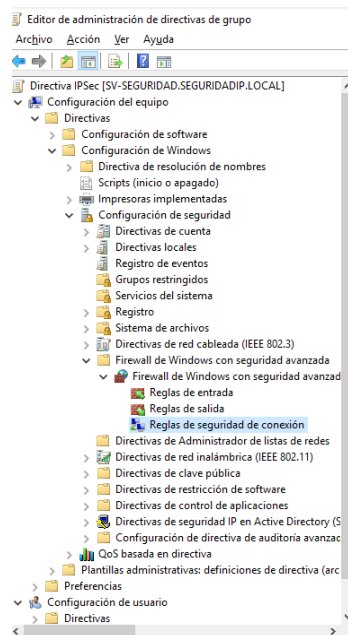 Editor de administración de directivas de grupo
Archivo Acción Ver Ayuda
Directiva IPSec [SV-SEGURIDAD.SEGURIDADIP.LOCAL]
Configuración del equipo
Directivas
Configuración de software
Configuración de Windows
Directiva de resolución de nombres
Scripts (inicio o apagado)
Impresoras implementadas
Configuración de seguridad
Directivas de cuenta
Directivas locales
Registro de eventos
Grupos restringidos
Servicios del sistema
Registro
Sistema de archivos
Directivas de red cableada (IEEE 802.3)
Firewall de Windows con seguridad avanzada
Firewall de Windows con seguridad avanzad
Reglas de entrada
Reglas de salida
Reglas de seguridad de conexión
Directivas de Administrador de listas de redes
Directivas de red inalámbrica (IEEE 802.11)
Directivas de clave pública
Directivas de restricción de software
Directivas de control de aplicaciones
Directivas de seguridad IP en Active Directory (S
Configuración de directiva de auditoría avanzac
QoS basada en directiva
Plantillas administrativas: definiciones de directiva (arc
Preferencias
Configuración de usuario
Directivas